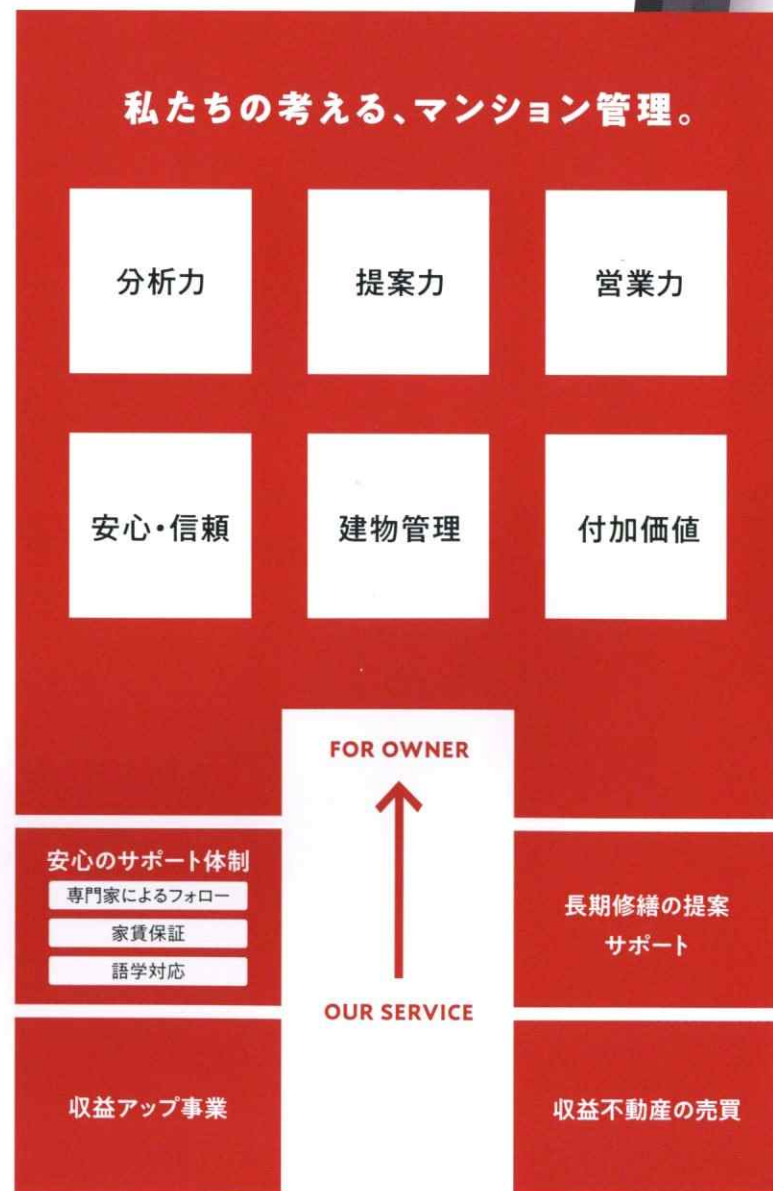 私たちの考える、マンション管理。
分析力
提案力
営業力
安心・信頼
建物管理
付加価値
FOR OWNER
安心のサポート体制
専門家によるフォロー
家賃保証
語学対応
長期修繕の提案
サポート
OUR SERVICE
収益アップ事業
収益不動産の売買